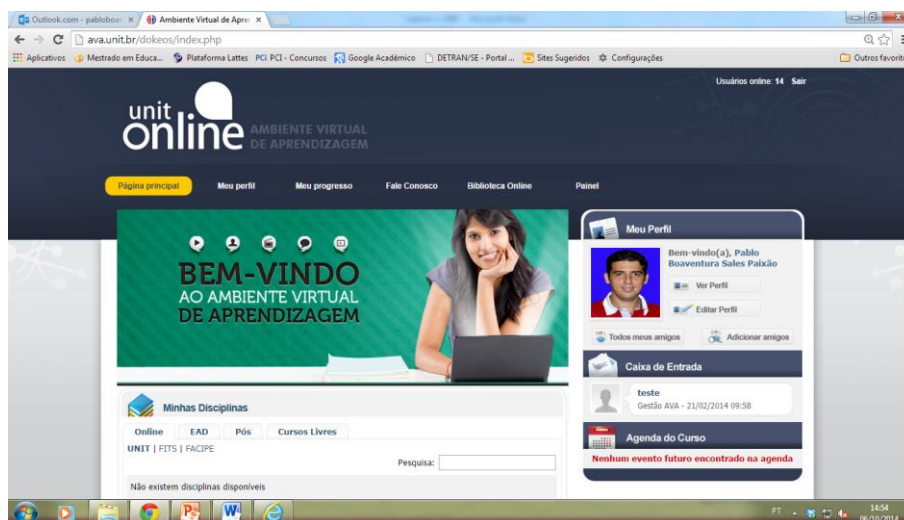 Outlook.com - pabloboa
Ambiente Virtual de Apre
ava.unit.br/dokeos/index.php
Aplicativos
Mestrado em Educa...
Plataforma Lattes
PCI PCI - Concursos
Google Acadêmico
DETRAN/SE - Portal ...
Sites Sugeridos
Configurações
Outros favorit
Usuários online: 14 Sair
unit
online
AMBIENTE VIRTUAL
DE APRENDIZAGEM
Página principal
Meu perfil
Meu progresso
Fale Conosco
Biblioteca Online
Painel
BEM-VINDO
AO AMBIENTE VIRTUAL
DE APRENDIZAGEM
Meu Perfil
Bem-vindo(a), Pablo
Boaventura Sales Paixão
Ver Perfil
Editar Perfil
Todos meus amigos
Adicionar amigos
Caixa de Entrada
teste
Gestão AVA - 21/02/2014 09:58
Agenda do Curso
Nenhum evento futuro encontrado na agenda
Minhas Disciplinas
Online
EAD
Pós
Cursos Livres
UNIT | FITS | FACIPE
Pesquisa:
Não existem disciplinas disponíveis
PT
14:54
06/10/2014